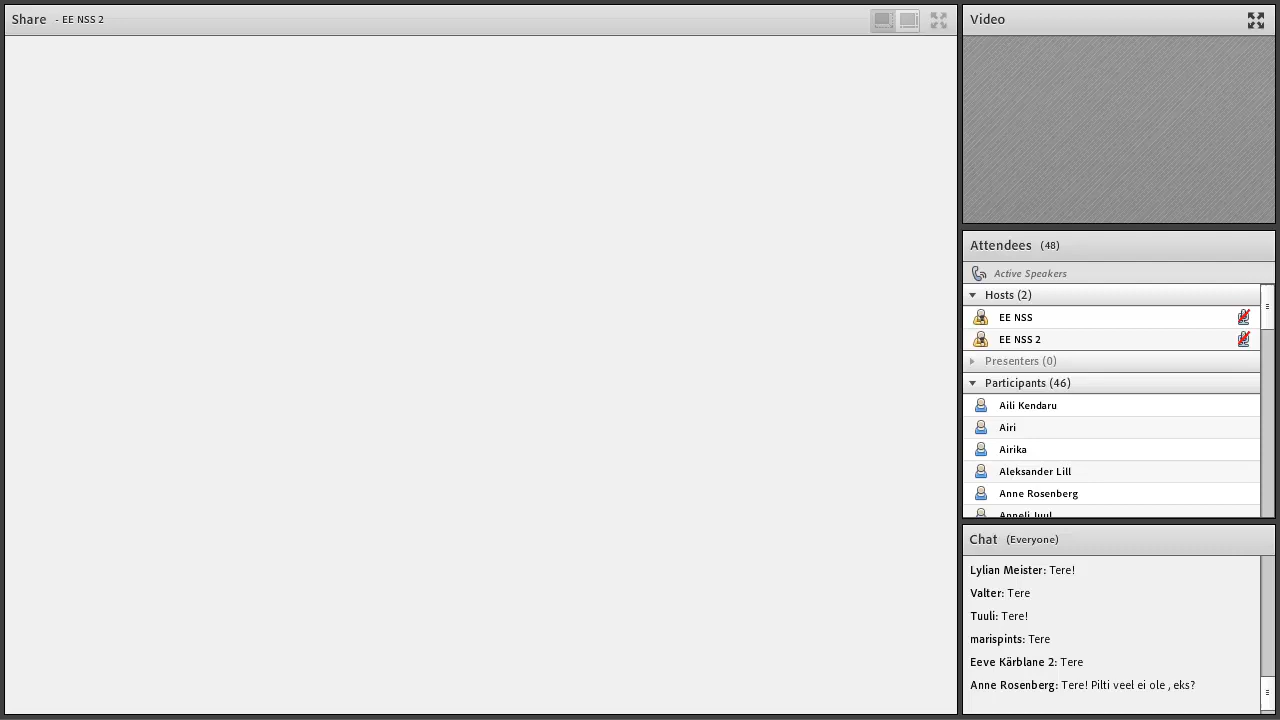 Share - EE NSS 2
Video
Attendees (48)
Active Speakers
Hosts (2)
EE NSS
EE NSS 2
Presenters (0)
Participants (46)
Aili Kendaru
Airi
Airika
Aleksander Lill
Anne Rosenberg
Anneli Juul
Chat (Everyone)
Lylian Meister: Tere!
Valter: Tere
Tuuli: Tere!
marispints: Tere
Eeve Kärblane 2: Tere
Anne Rosenberg: Tere! Pilti veel ei ole , eks?